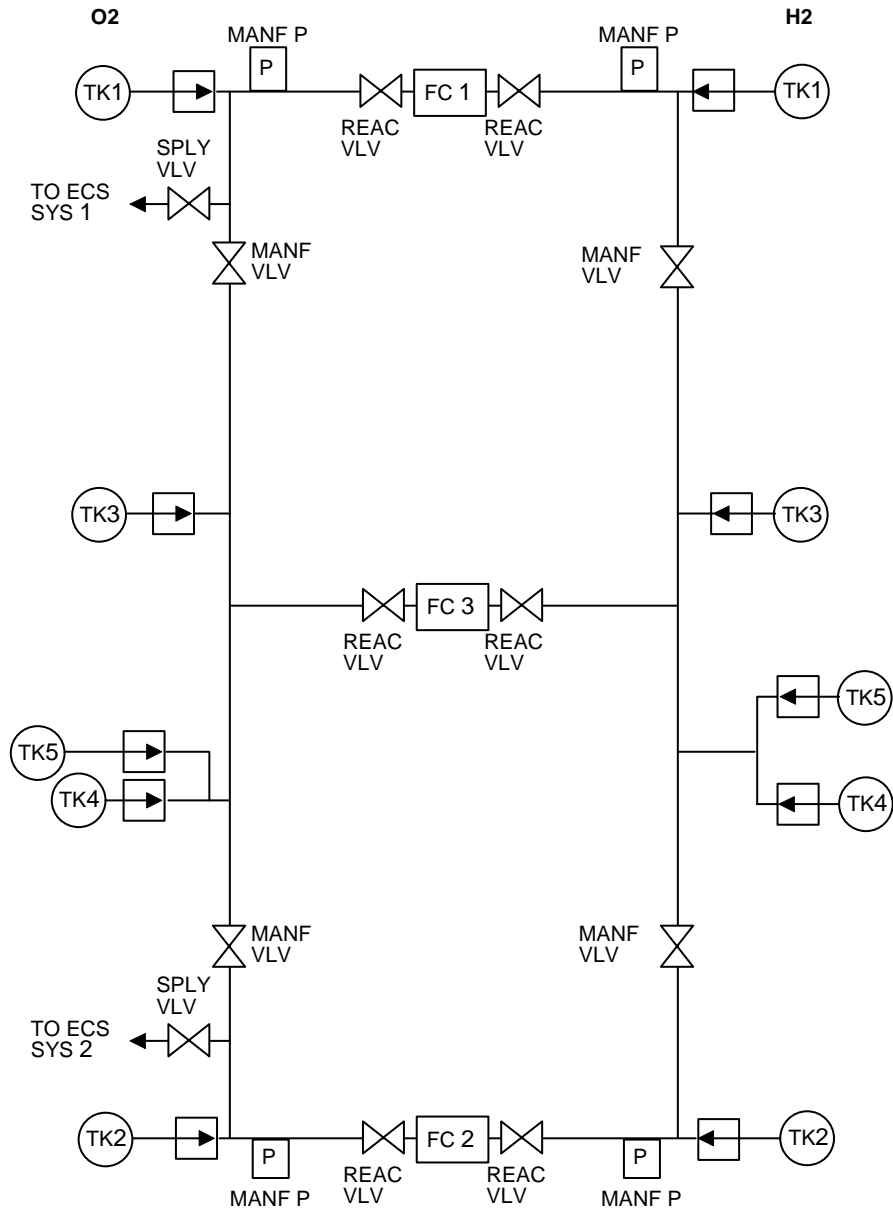 O2
H2
MANF P
MANF P
P
P
TK1
FC 1
TK1
REAC
VLV
REAC
VLV
SPLY
VLV
TO ECS
SYS 1
MANF
VLV
MANF
VLV
TK3
TK3
FC 3
REAC
VLV
REAC
VLV
TK5
TK5
TK4
TK4
MANF
VLV
MANF
VLV
SPLY
VLV
TO ECS
SYS 2
TK2
FC 2
TK2
P
P
REAC
VLV
REAC
VLV
MANF P
MANF P